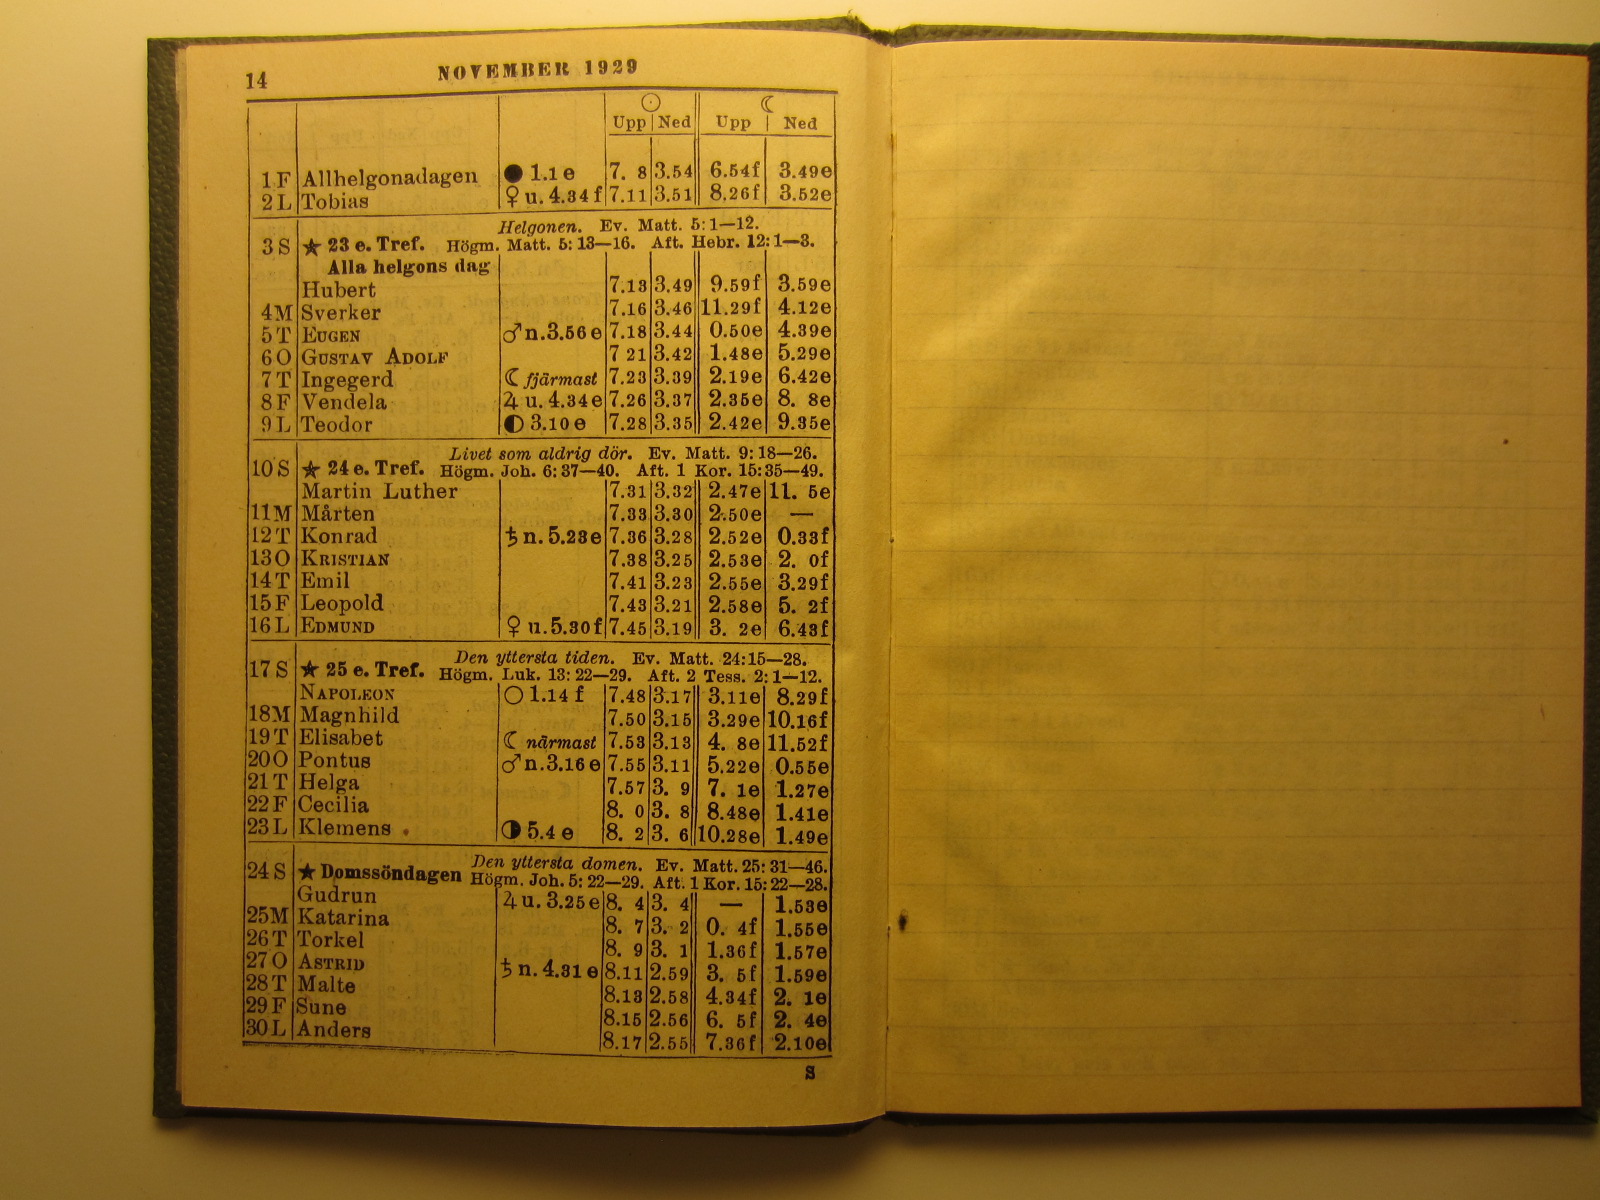 14 NOVEMBER 1929
☉ ☾
Upp Ned Upp Ned
1 F Allhelgonadagen ● 1.1 e 7. 8 3.54 6.54f 3.49e
2 L Tobias ♀ u. 4.34 f 7.11 3.51 8.26f 3.52e
Helgonen. Ev. Matt. 5: 1—12.
3 S ★ 23 e. Tref. Högm. Matt. 5: 13—16. Aft. Hebr. 12: 1—3.
Alla helgons dag
Hubert 7.13 3.49 9.59f 3.59e
4 M Sverker 7.16 3.46 11.29f 4.12e
5 T EUGEN ♂ n. 3.56 e 7.18 3.44 0.50e 4.39e
6 O GUSTAV ADOLF 7 21 3.42 1.48e 5.29e
7 T Ingegerd ☾ fjärmast 7.23 3.39 2.19e 6.42e
8 F Vendela ♃ u. 4.34 e 7.26 3.37 2.35e 8. 8e
9 L Teodor ◐ 3.10 e 7.28 3.35 2.42e 9.35e
Livet som aldrig dör. Ev. Matt. 9: 18—26.
10 S ★ 24 e. Tref. Högm. Joh. 6: 37—40. Aft. 1 Kor. 15: 35—49.
Martin Luther 7.31 3.32 2.47e 11. 5e
11 M Mårten 7.33 3.30 2.50e —
12 T Konrad ♄ n. 5.23 e 7.36 3.28 2.52e 0.33f
13 O KRISTIAN 7.38 3.25 2.53e 2. 0f
14 T Emil 7.41 3.23 2.55e 3.29f
15 F Leopold 7.43 3.21 2.58e 5. 2f
16 L EDMUND ♀ u. 5.30 f 7.45 3.19 3. 2e 6.43f
Den yttersta tiden. Ev. Matt. 24: 15—28.
17 S ★ 25 e. Tref. Högm. Luk. 13: 22—29. Aft. 2 Tess. 2: 1—12.
NAPOLEON ○ 1.14 f 7.48 3.17 3.11e 8.29f
18 M Magnhild 7.50 3.15 3.29e 10.16f
19 T Elisabet ☾ närmast 7.53 3.13 4. 8e 11.52f
20 O Pontus ♂ n. 3.16 e 7.55 3.11 5.22e 0.55e
21 T Helga 7.57 3. 9 7. 1e 1.27e
22 F Cecilia 8. 0 3. 8 8.48e 1.41e
23 L Klemens ◑ 5.4 e 8. 2 3. 6 10.28e 1.49e
Den yttersta domen. Ev. Matt. 25: 31—46.
24 S ★ Domssöndagen Högm. Joh. 5: 22—29. Aft. 1 Kor. 15: 22—28.
Gudrun ♃ u. 3.25 e 8. 4 3. 4 — 1.53e
25 M Katarina 8. 7 3. 2 0. 4f 1.55e
26 T Torkel 8. 9 3. 1 1.36f 1.57e
27 O ASTRID ♄ n. 4.31 e 8.11 2.59 3. 5f 1.59e
28 T Malte 8.13 2.58 4.34f 2. 1e
29 F Sune 8.15 2.56 6. 5f 2. 4e
30 L Anders 8.17 2.55 7.36f 2.10e
S